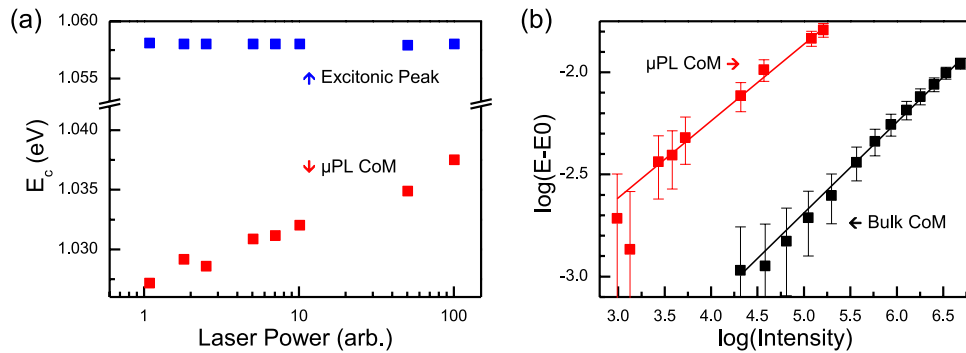 (a)
1.060
1.055
1.040
1.035
1.030
E_c (eV)
↑
Excitonic Peak
↓ µPL CoM
1
10
100
Laser Power (arb.)
(b)
-2.0
-2.5
-3.0
log(E-E0)
µPL CoM →
← Bulk CoM
3.0 3.5 4.0 4.5 5.0 5.5 6.0 6.5
log(Intensity)